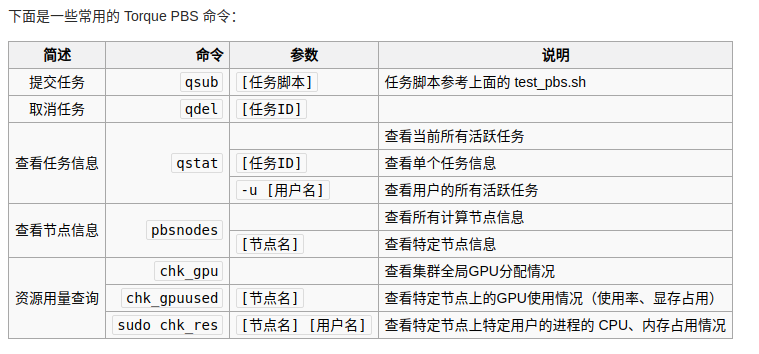 下面是一些常用的 Torque PBS 命令：
简述 命令 参数 说明
提交任务 qsub [任务脚本] 任务脚本参考上面的 test_pbs.sh
取消任务 qdel [任务ID]
查看当前所有活跃任务
查看任务信息 qstat [任务ID] 查看单个任务信息
-u [用户名] 查看用户的所有活跃任务
查看节点信息 pbsnodes 查看所有计算节点信息
[节点名] 查看特定节点信息
chk_gpu 查看集群全局GPU分配情况
资源用量查询 chk_gpuused [节点名] 查看特定节点上的GPU使用情况（使用率、显存占用）
sudo chk_res [节点名] [用户名] 查看特定节点上特定用户的进程的 CPU、内存占用情况